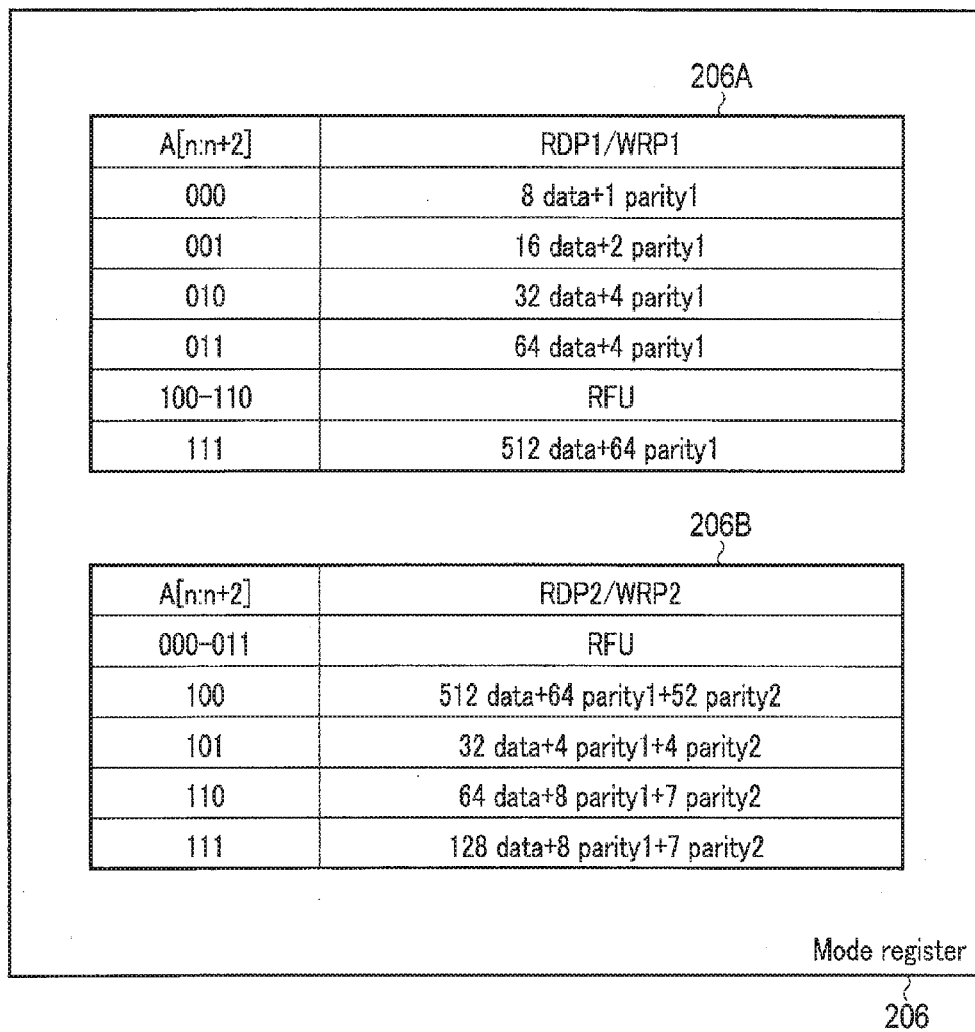 206A
A[n:n+2] RDP1/WRP1
000 8 data+1 parity1
001 16 data+2 parity1
010 32 data+4 parity1
011 64 data+4 parity1
100-110 RFU
111 512 data+64 parity1
206B
A[n:n+2] RDP2/WRP2
000-011 RFU
100 512 data+64 parity1+52 parity2
101 32 data+4 parity1+4 parity2
110 64 data+8 parity1+7 parity2
111 128 data+8 parity1+7 parity2
Mode register
206